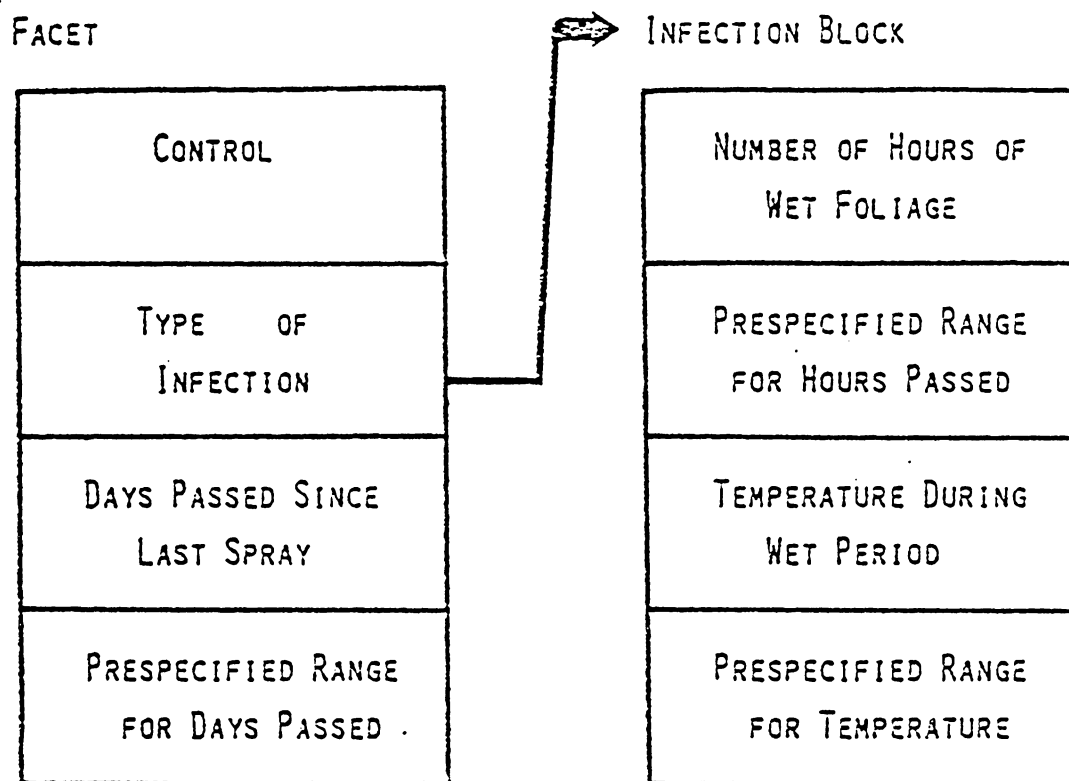 FACET
CONTROL
TYPE OF
INFECTION
DAYS PASSED SINCE
LAST SPRAY
PRESPECIFIED RANGE
FOR DAYS PASSED
INFECTION BLOCK
NUMBER OF HOURS OF
WET FOLIAGE
PRESPECIFIED RANGE
FOR HOURS PASSED
TEMPERATURE DURING
WET PERIOD
PRESPECIFIED RANGE
FOR TEMPERATURE